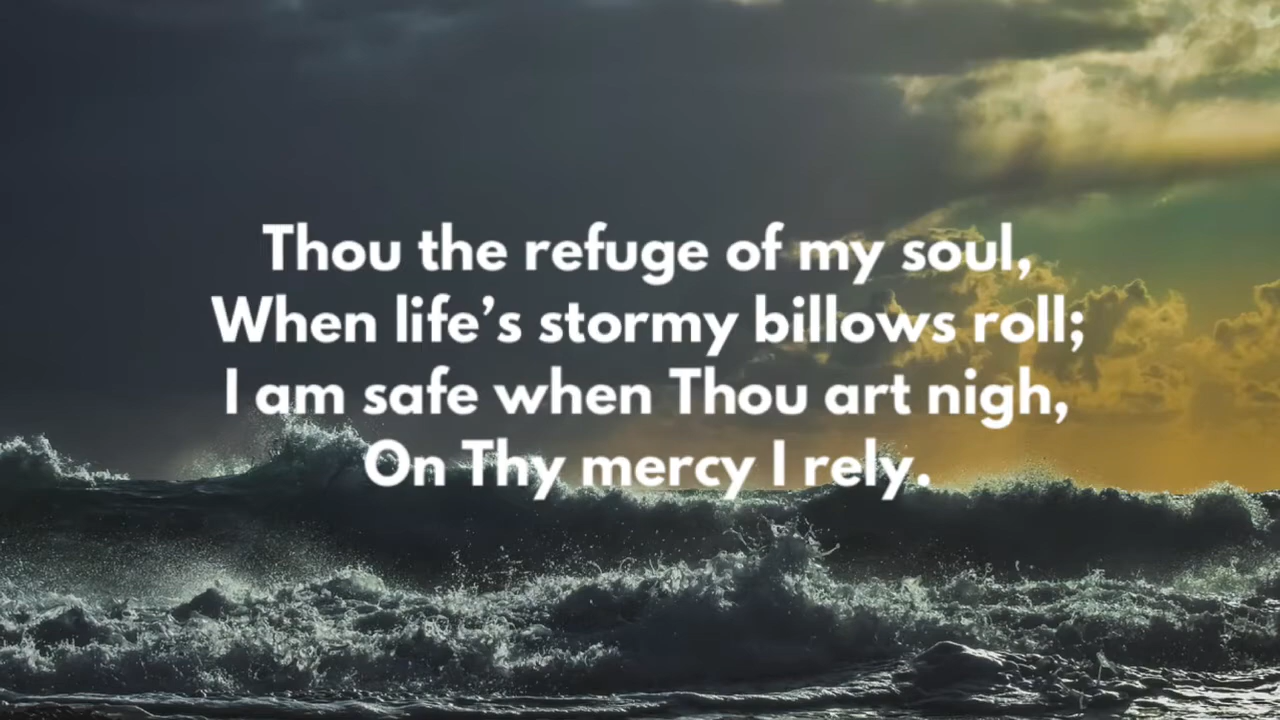 Thou the refuge of my soul,
When life’s stormy billows roll;
I am safe when Thou art nigh,
On Thy mercy I rely.